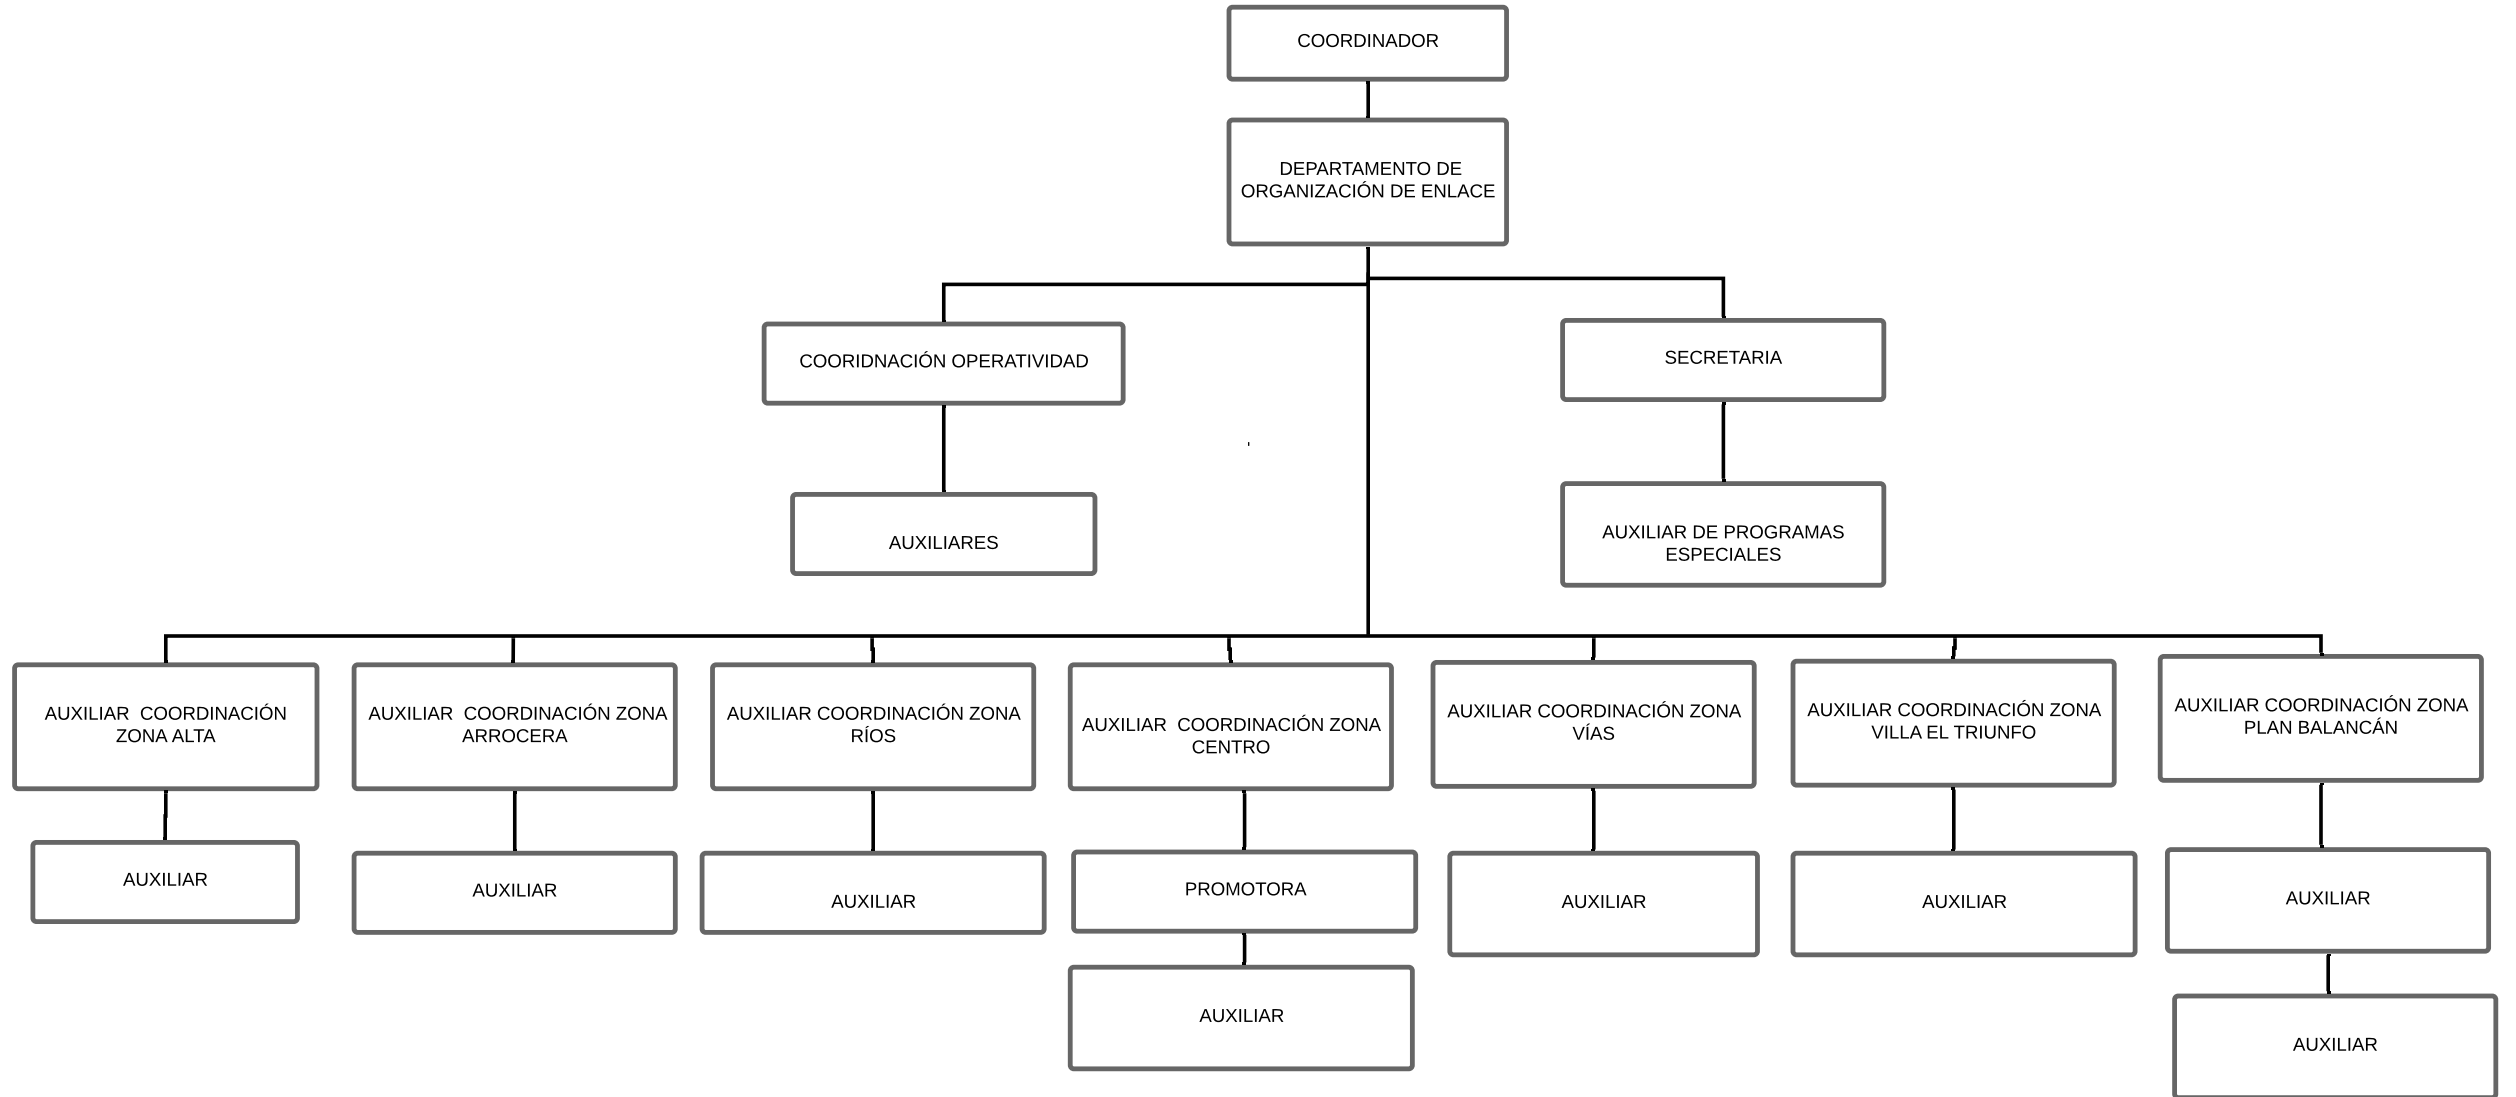 COORDINADOR
DEPARTAMENTO DE
ORGANIZACIÓN DE ENLACE
COORIDNACIÓN OPERATIVIDAD
SECRETARIA
AUXILIARES
AUXILIAR DE PROGRAMAS
ESPECIALES
AUXILIAR COORDINACIÓN
ZONA ALTA
AUXILIAR COORDINACIÓN ZONA
ARROCERA
AUXILIAR COORDINACIÓN ZONA
RÍOS
AUXILIAR COORDINACIÓN ZONA
CENTRO
AUXILIAR COORDINACIÓN ZONA
VÍAS
AUXILIAR COORDINACIÓN ZONA
VILLA EL TRIUNFO
AUXILIAR COORDINACIÓN ZONA
PLAN BALANCÁN
AUXILIAR
AUXILIAR
AUXILIAR
PROMOTORA
AUXILIAR
AUXILIAR
AUXILIAR
AUXILIAR
AUXILIAR